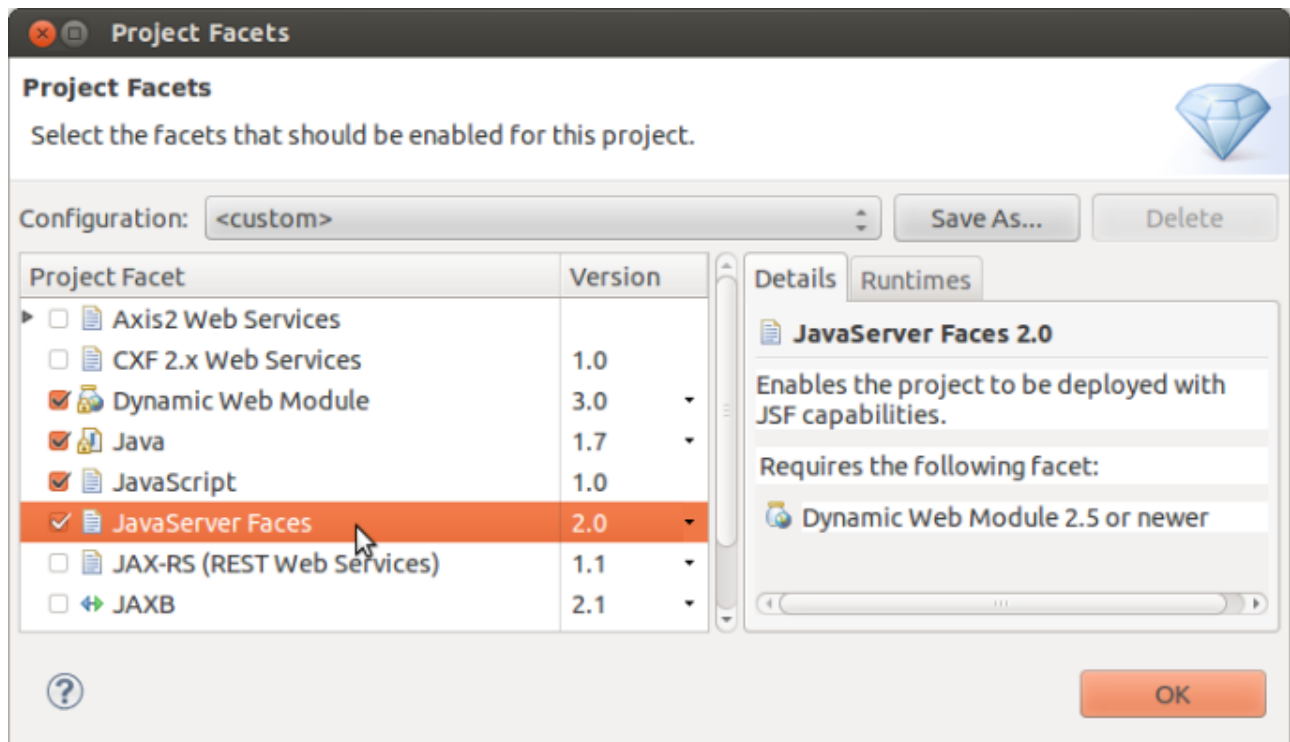 Project Facets
Project Facets
Select the facets that should be enabled for this project.
Configuration: <custom> Save As... Delete
Project Facet Version
Axis2 Web Services
CXF 2.x Web Services 1.0
Dynamic Web Module 3.0
Java 1.7
JavaScript 1.0
JavaServer Faces 2.0
JAX-RS (REST Web Services) 1.1
JAXB 2.1
Details Runtimes
JavaServer Faces 2.0
Enables the project to be deployed with
JSF capabilities.
Requires the following facet:
Dynamic Web Module 2.5 or newer
?
OK